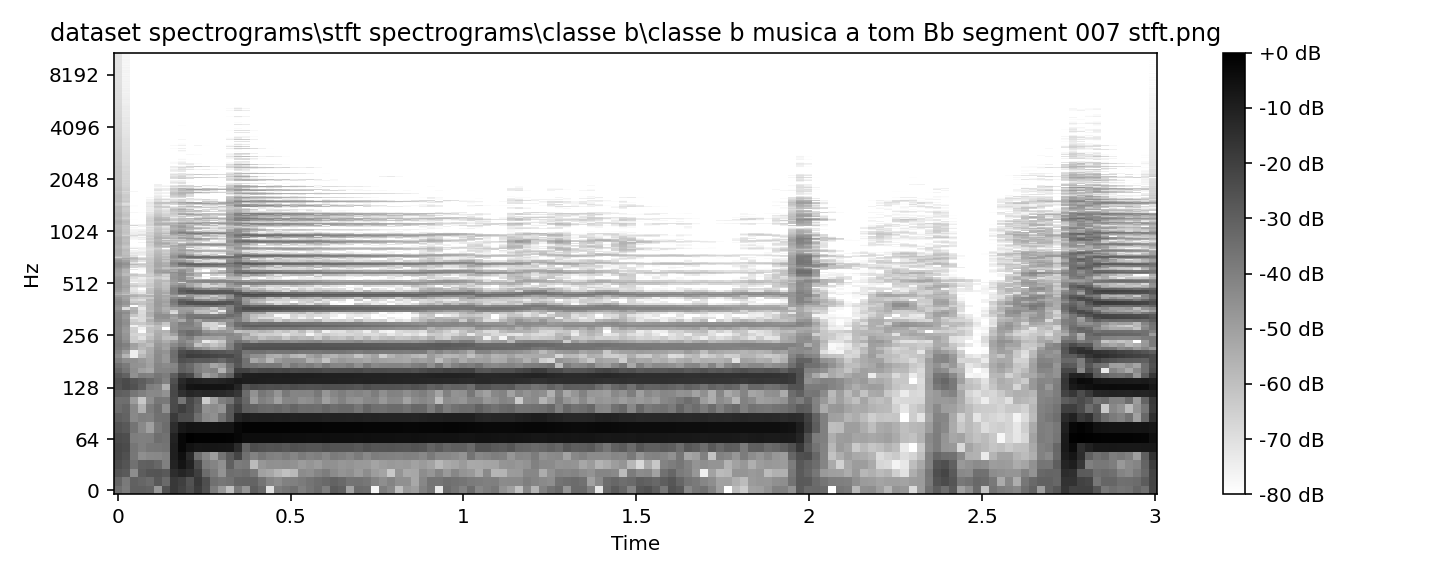 dataset spectrograms\stft spectrograms\classe b\classe b musica a tom Bb segment 007 stft.png
Hz
8192
4096
2048
1024
512
256
128
64
0
0
0.5
1
1.5
2
2.5
3
Time
+0 dB
-10 dB
-20 dB
-30 dB
-40 dB
-50 dB
-60 dB
-70 dB
-80 dB